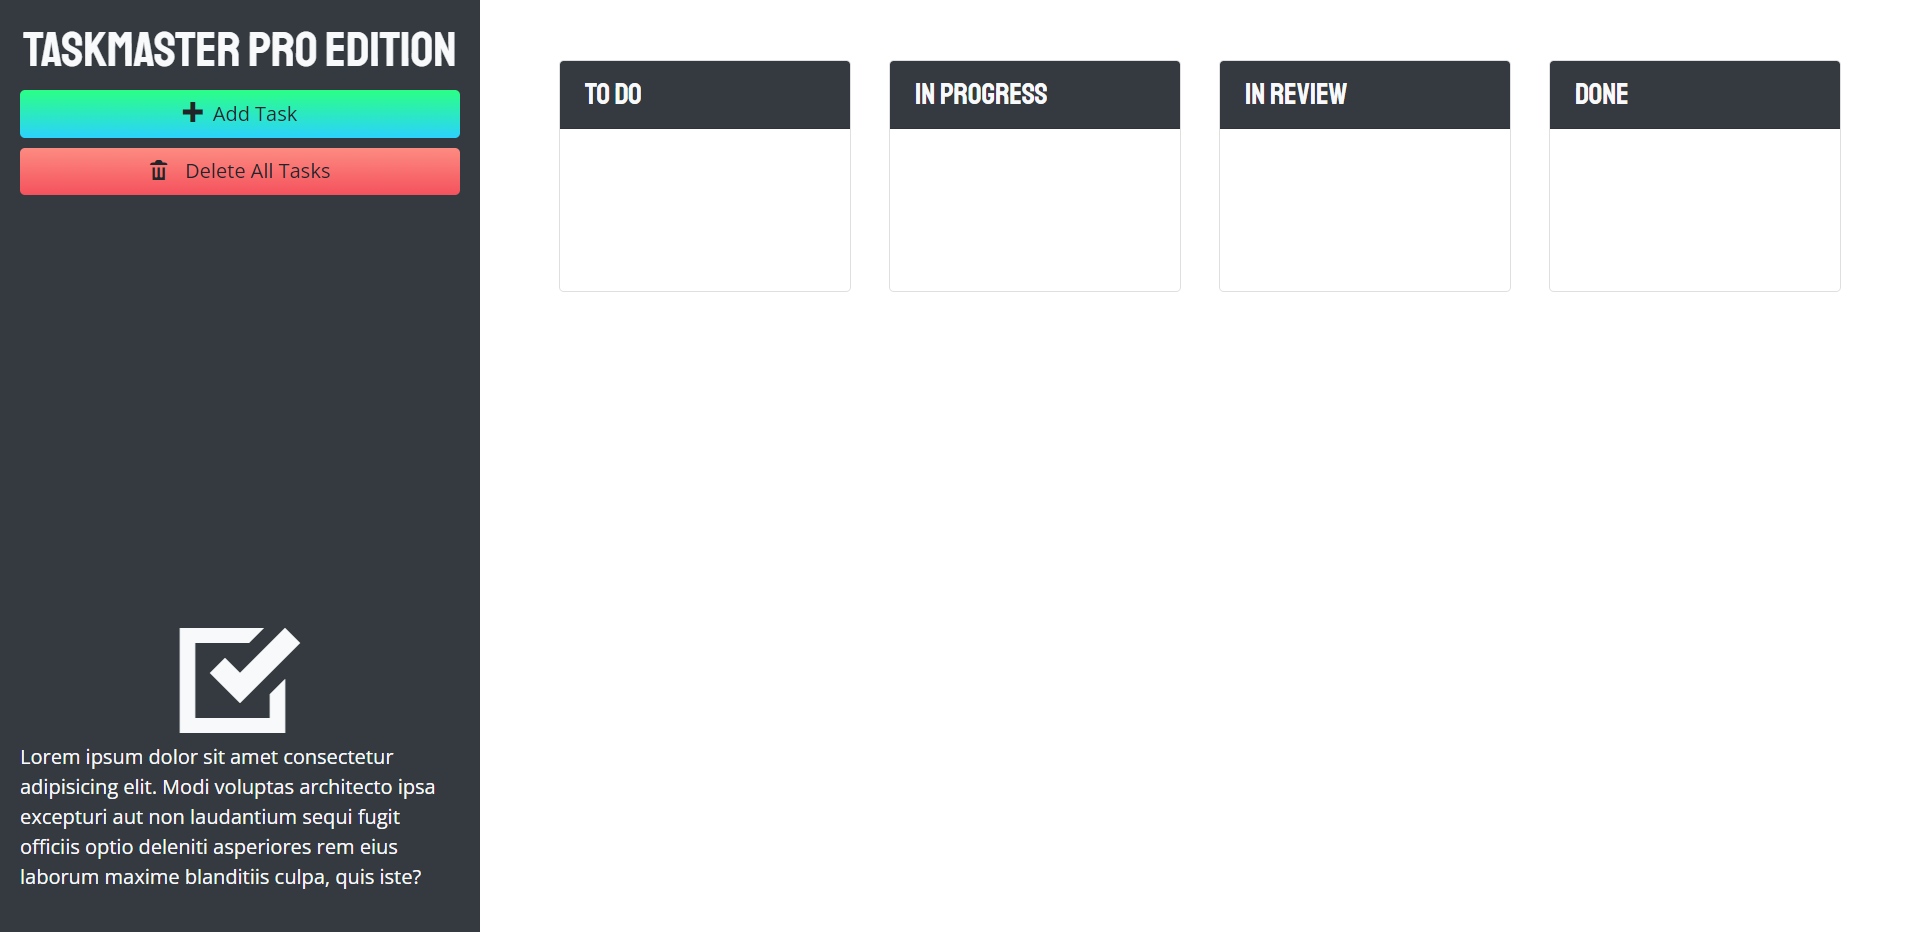 TASKMASTER PRO EDITION
Add Task
Delete All Tasks
Lorem ipsum dolor sit amet consectetur
adipisicing elit. Modi voluptas architecto ipsa
excepturi aut non laudantium sequi fugit
officiis optio deleniti asperiores rem eius
laborum maxime blanditiis culpa, quis iste?
TO DO
IN PROGRESS
IN REVIEW
DONE